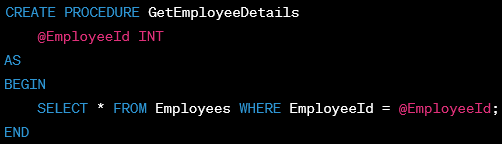 CREATE PROCEDURE GetEmployeeDetails
    @EmployeeId INT
AS
BEGIN
    SELECT * FROM Employees WHERE EmployeeId = @EmployeeId;
END